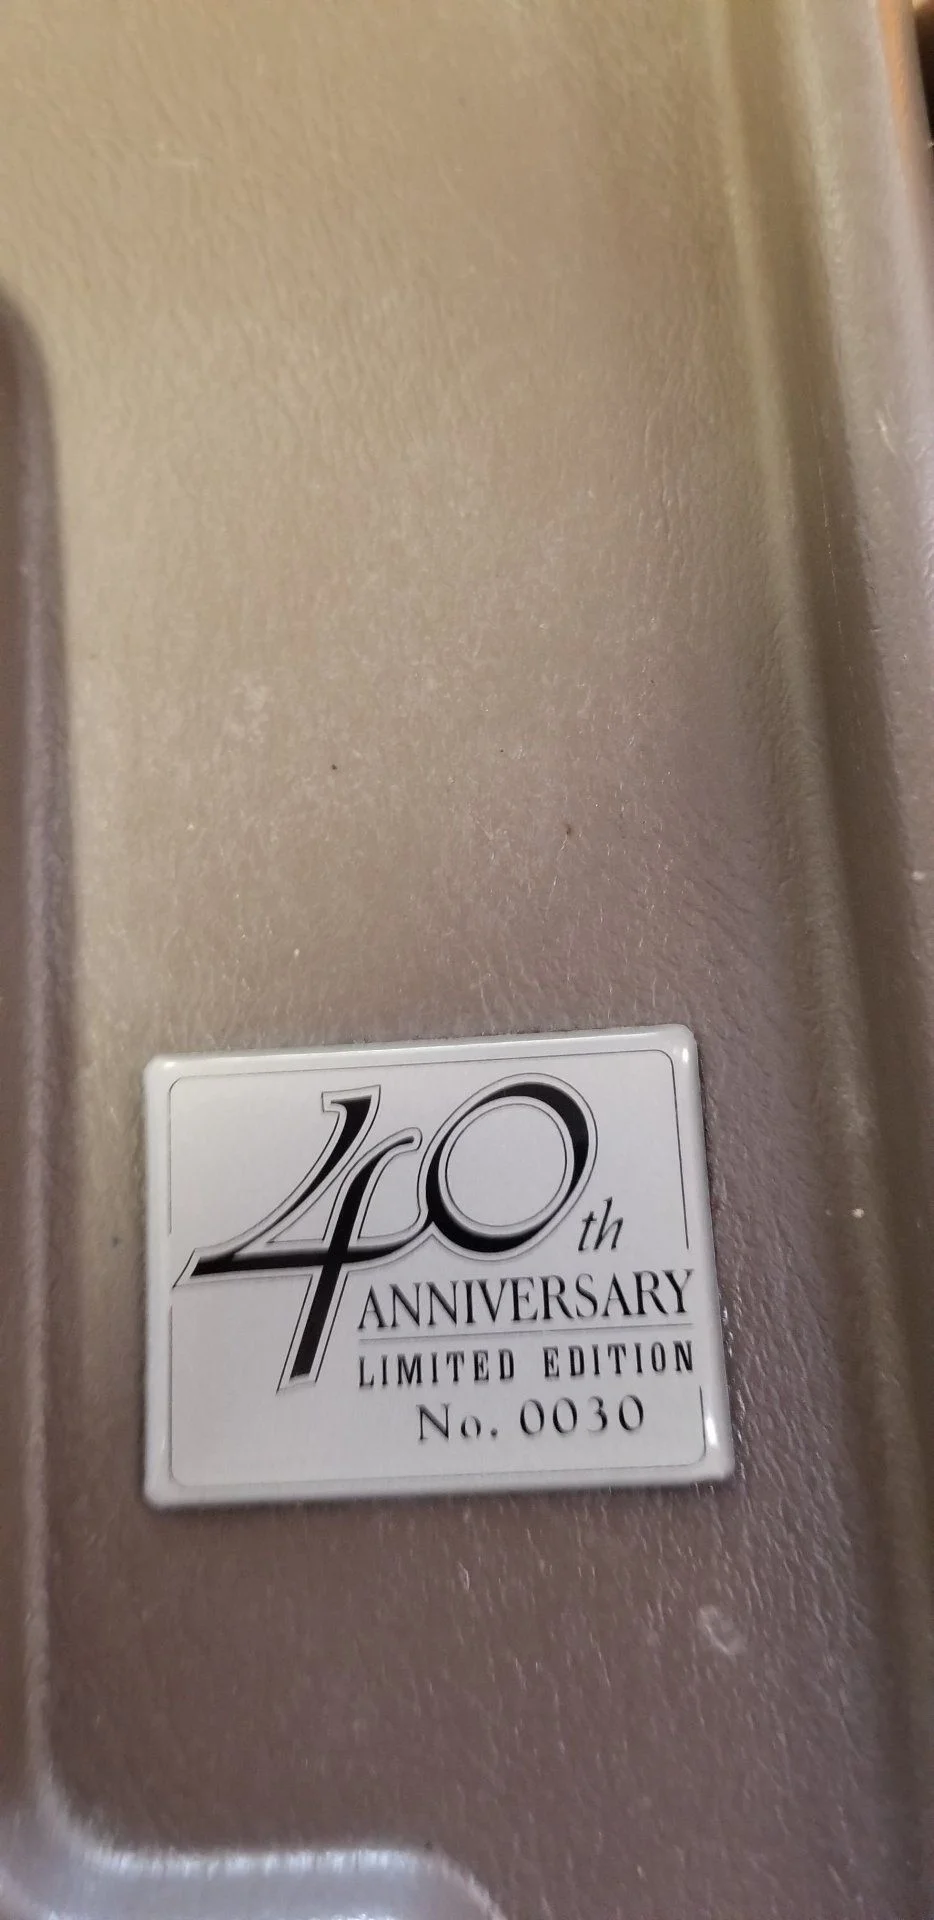 40th
ANNIVERSARY
LIMITED EDITION
No. 0030